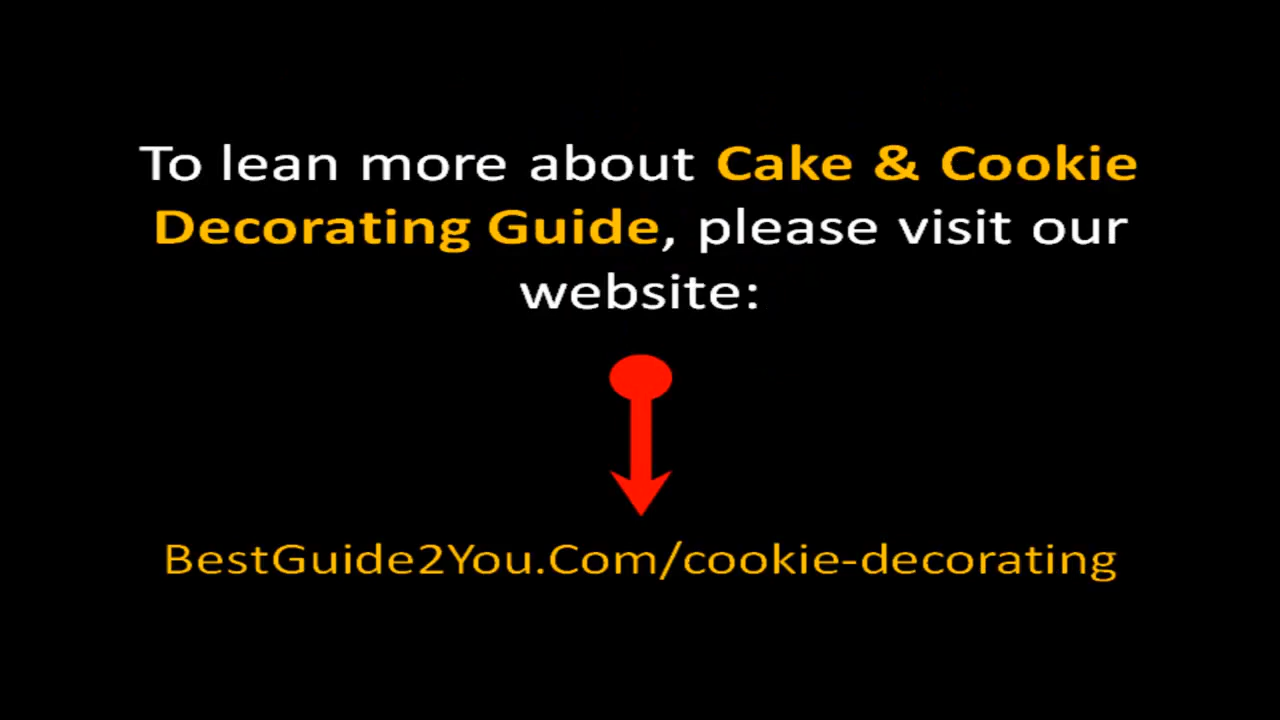 To lean more about Cake & Cookie
Decorating Guide, please visit our
website:
BestGuide2You.Com/cookie-decorating